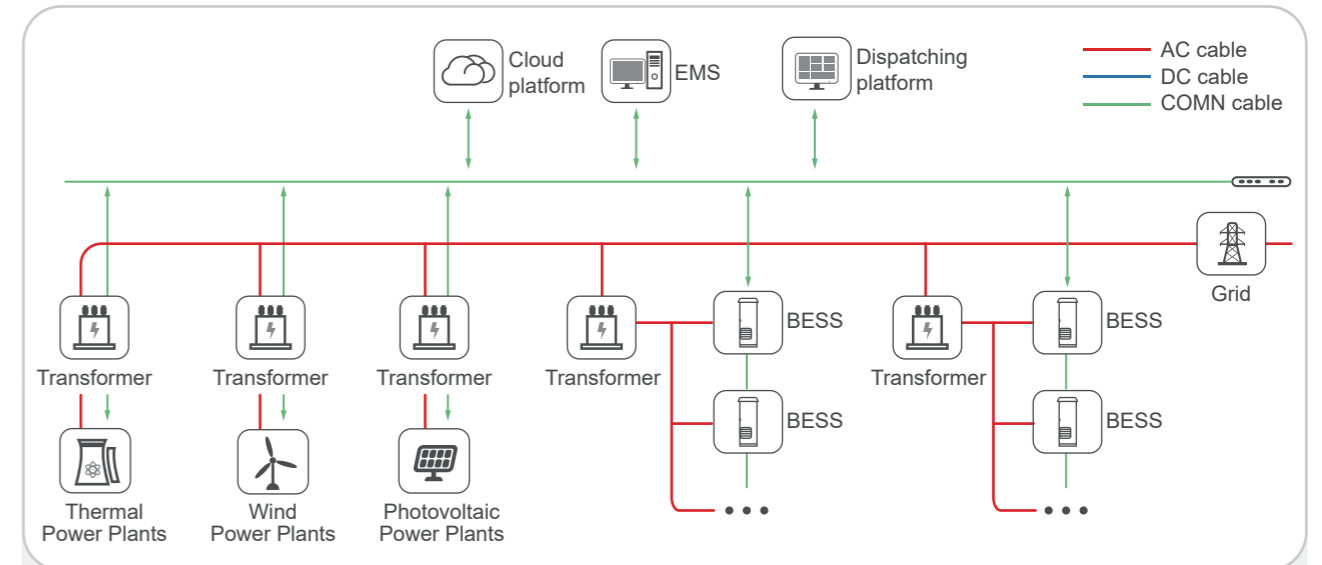 Cloud
platform
EMS
Dispatching
platform
AC cable
DC cable
COMN cable
Grid
BESS
BESS
Transformer
Transformer
Transformer
Transformer
Transformer
BESS
BESS
Thermal
Power Plants
Wind
Power Plants
Photovoltaic
Power Plants